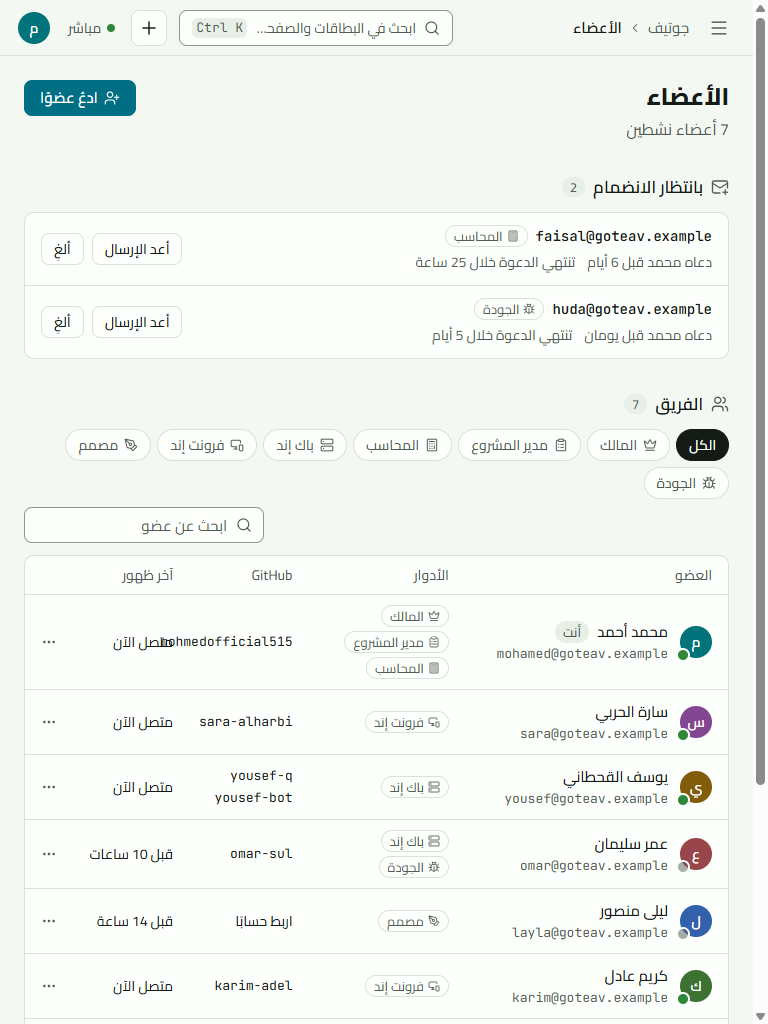 جوتيف > الأعضاء
ابحث في البطاقات والصفح... Ctrl K
مباشر
م
الأعضاء
7 أعضاء نشطين
ادعُ عضوًا
بانتظار الانضمام 2
faisal@goteav.example المحاسب
دعاه محمد قبل 6 أيام تنتهي الدعوة خلال 25 ساعة
أعد الإرسال ألغِ
huda@goteav.example الجودة
دعاه محمد قبل يومان تنتهي الدعوة خلال 5 أيام
أعد الإرسال ألغِ
الفريق 7
الكل المالك مدير المشروع المحاسب باك إند فرونت إند مصمم
الجودة
ابحث عن عضو
العضو الأدوار GitHub آخر ظهور
م محمد أحمد أنت
mohamed@goteav.example
المالك
مدير المشروع
المحاسب
mohmedofficial515 متصل الآن
س سارة الحربي
sara@goteav.example
فرونت إند sara-alharbi متصل الآن
ي يوسف القحطاني
yousef@goteav.example
باك إند
yousef-q
yousef-bot
متصل الآن
ع عمر سليمان
omar@goteav.example
باك إند
الجودة
omar-sul قبل 10 ساعات
ل ليلى منصور
layla@goteav.example
مصمم اربط حسابًا قبل 14 ساعة
ك كريم عادل
karim@goteav.example
فرونت إند karim-adel متصل الآن